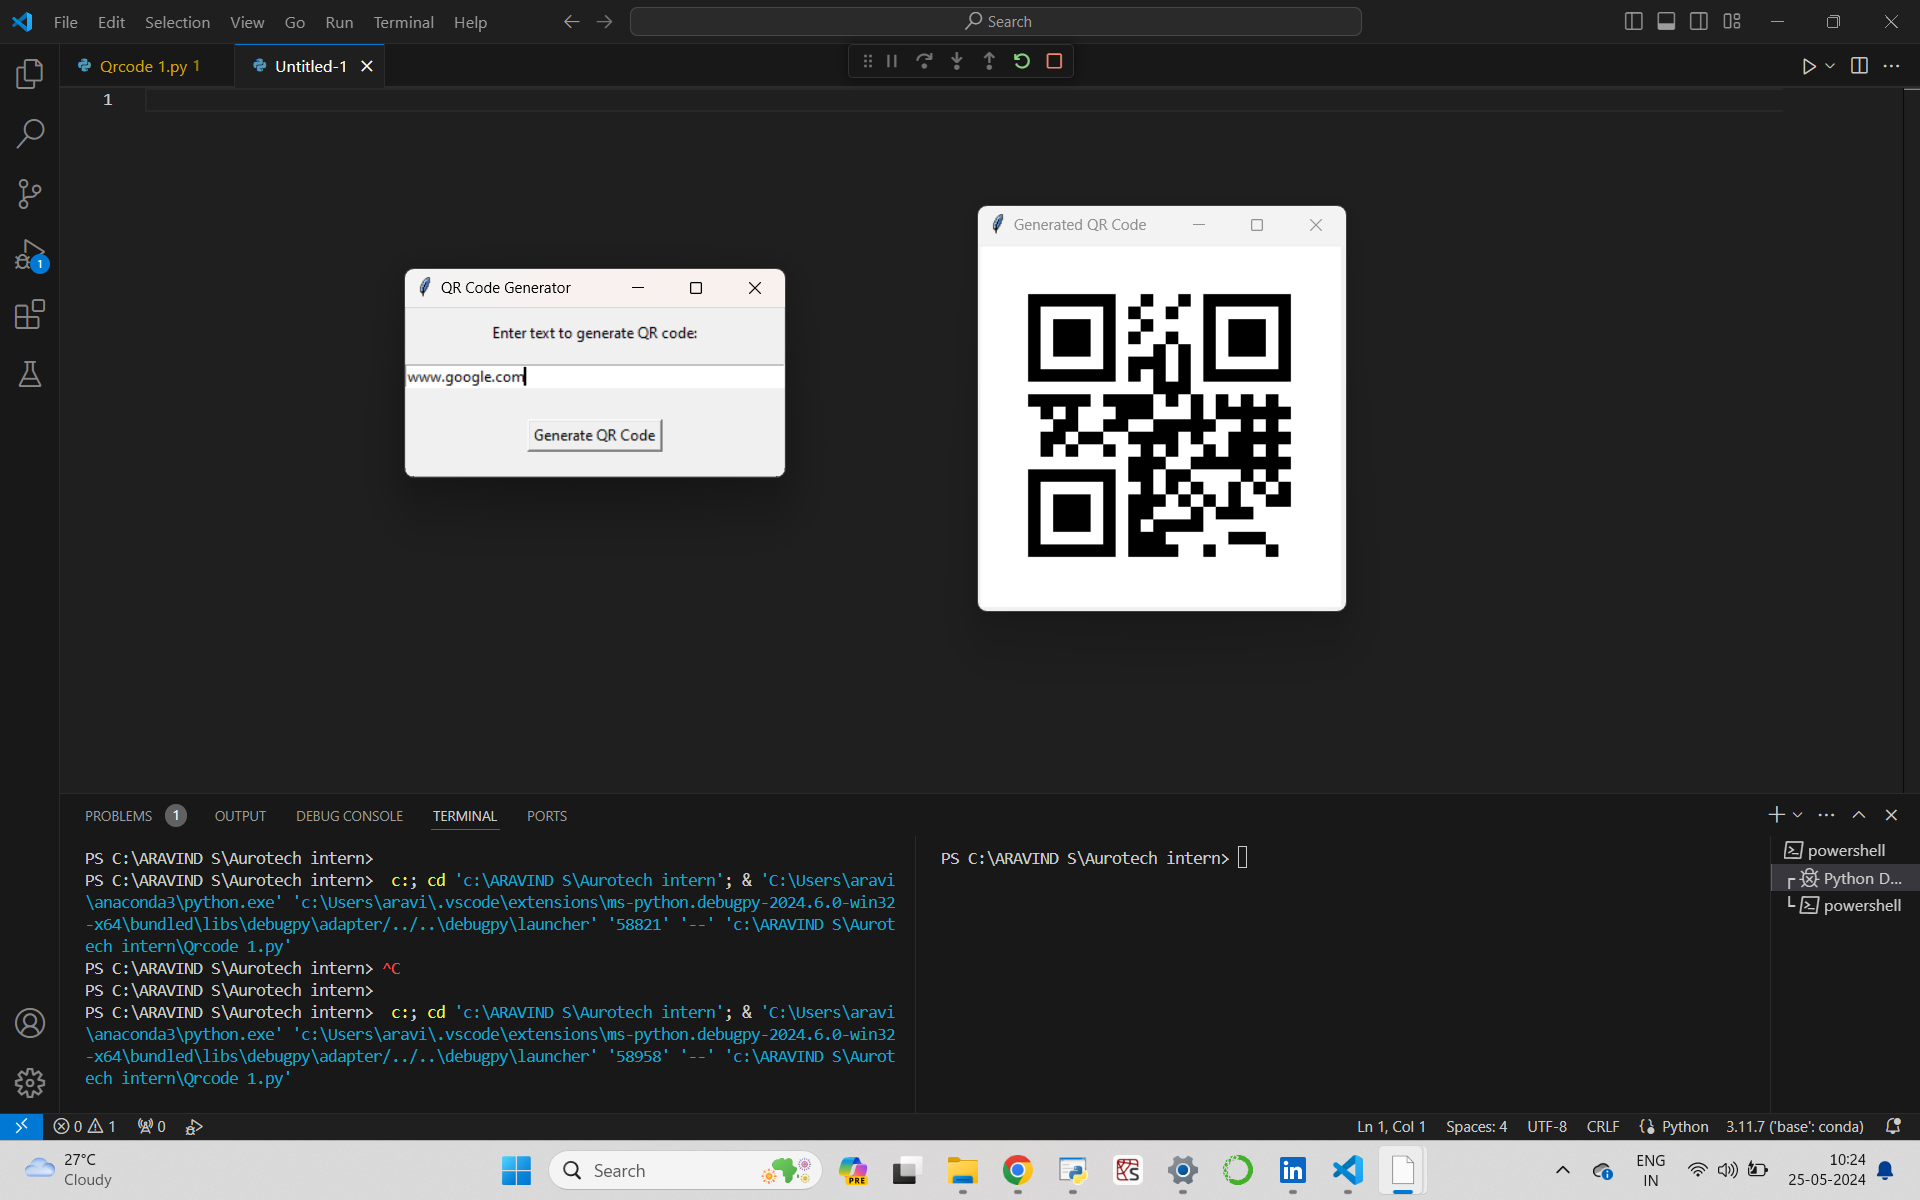 File Edit Selection View Go Run Terminal Help
Search
Qrcode 1.py 1
Untitled-1
1
1
Generated QR Code
QR Code Generator
Enter text to generate QR code:
www.google.com
Generate QR Code
PROBLEMS 1 OUTPUT DEBUG CONSOLE TERMINAL PORTS
PS C:\ARAVIND S\Aurotech intern>
PS C:\ARAVIND S\Aurotech intern>  c:; cd 'c:\ARAVIND S\Aurotech intern'; & 'C:\Users\aravi
\anaconda3\python.exe' 'c:\Users\aravi\.vscode\extensions\ms-python.debugpy-2024.6.0-win32
-x64\bundled\libs\debugpy\adapter/../..\debugpy\launcher' '58821' '--' 'c:\ARAVIND S\Aurot
ech intern\Qrcode 1.py'
PS C:\ARAVIND S\Aurotech intern> ^C
PS C:\ARAVIND S\Aurotech intern>
PS C:\ARAVIND S\Aurotech intern>  c:; cd 'c:\ARAVIND S\Aurotech intern'; & 'C:\Users\aravi
\anaconda3\python.exe' 'c:\Users\aravi\.vscode\extensions\ms-python.debugpy-2024.6.0-win32
-x64\bundled\libs\debugpy\adapter/../..\debugpy\launcher' '58958' '--' 'c:\ARAVIND S\Aurot
ech intern\Qrcode 1.py'
PS C:\ARAVIND S\Aurotech intern>
powershell
Python D...
powershell
0 1 0
Ln 1, Col 1 Spaces: 4 UTF-8 CRLF Python 3.11.7 ('base': conda)
27°C
Cloudy
Search
PRE
ENG
IN
10:24
25-05-2024